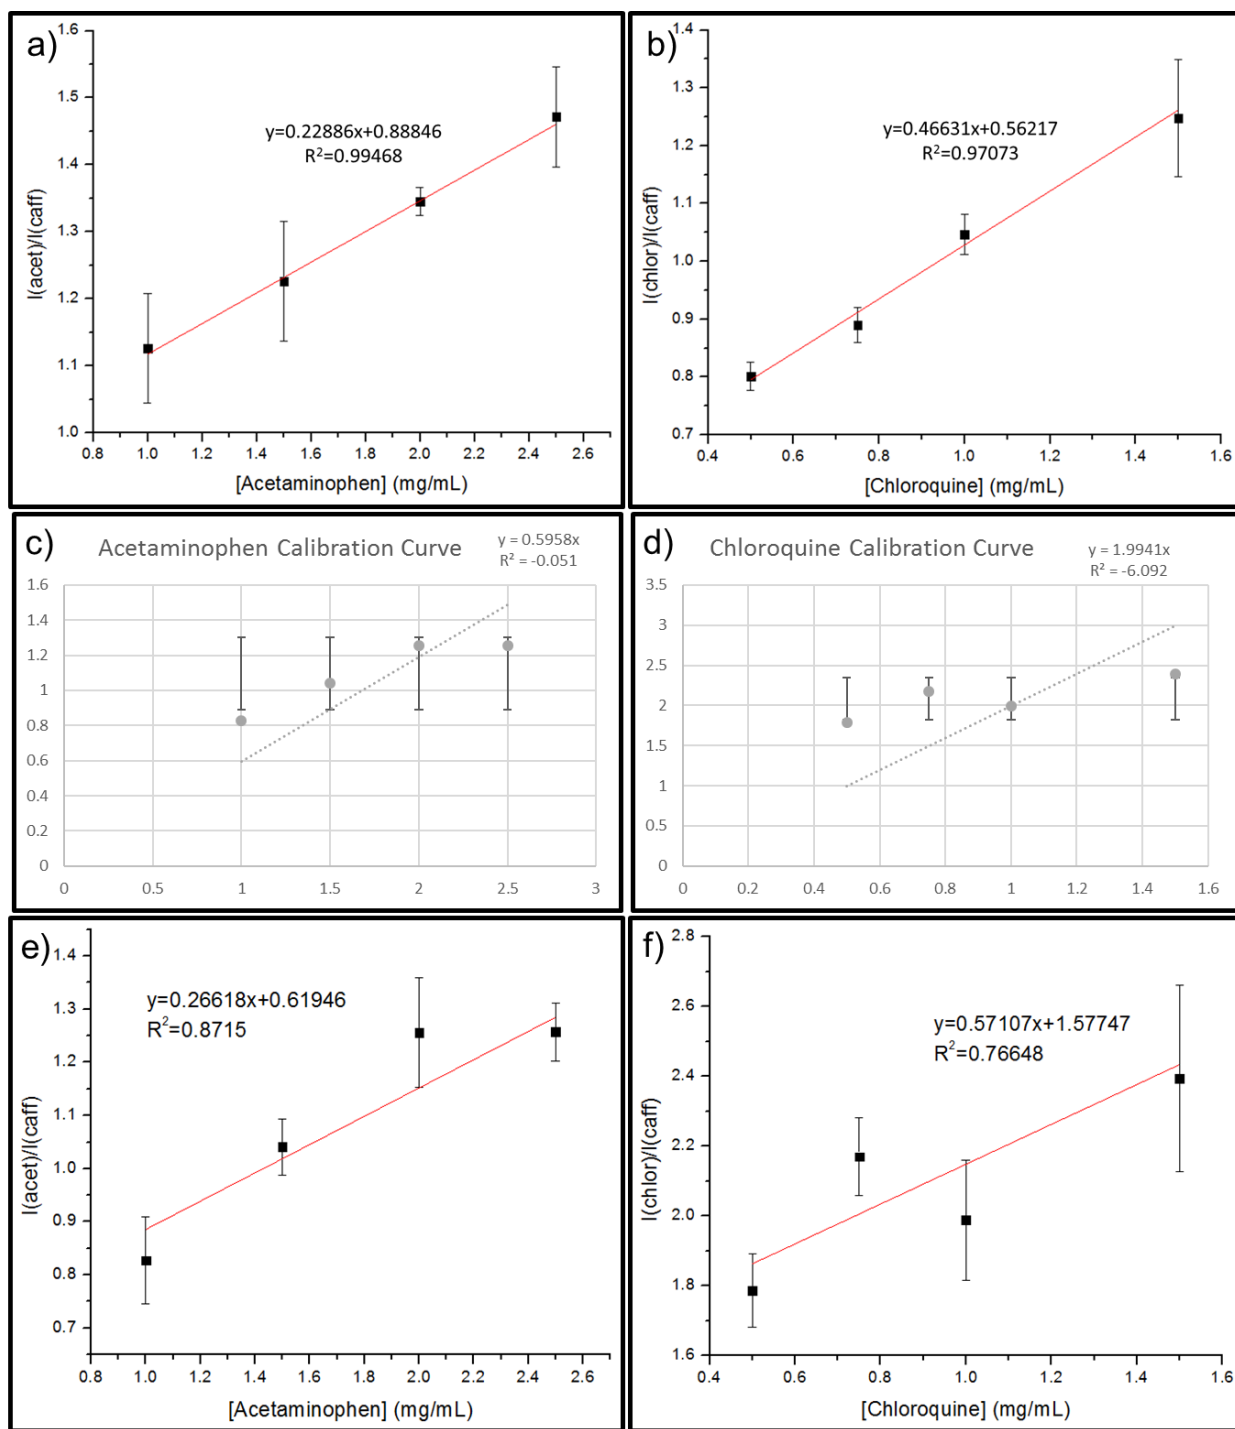 a)
1.6
1.5
1.4
1.3
1.2
1.1
1.0
I(acet)/I(caff)
y=0.22886x+0.88846
R²=0.99468
0.8 1.0 1.2 1.4 1.6 1.8 2.0 2.2 2.4 2.6
[Acetaminophen] (mg/mL)
b)
1.4
1.3
1.2
1.1
1.0
0.9
0.8
0.7
I(chlor)/I(caff)
y=0.46631x+0.56217
R²=0.97073
0.4 0.6 0.8 1.0 1.2 1.4 1.6
[Chloroquine] (mg/mL)
c)
Acetaminophen Calibration Curve
y = 0.5958x
R² = -0.051
1.6
1.4
1.2
1
0.8
0.6
0.4
0.2
0
0 0.5 1 1.5 2 2.5 3
d)
Chloroquine Calibration Curve
y = 1.9941x
R² = -6.092
3.5
3
2.5
2
1.5
1
0.5
0
0 0.2 0.4 0.6 0.8 1 1.2 1.4 1.6
e)
1.4
1.3
1.2
1.1
1.0
0.9
0.8
0.7
I(acet)/I(caff)
y=0.26618x+0.61946
R²=0.8715
0.8 1.0 1.2 1.4 1.6 1.8 2.0 2.2 2.4 2.6
[Acetaminophen] (mg/mL)
f)
2.8
2.6
2.4
2.2
2.0
1.8
1.6
I(chlor)/I(caff)
y=0.57107x+1.57747
R²=0.76648
0.4 0.6 0.8 1.0 1.2 1.4 1.6
[Chloroquine] (mg/mL)